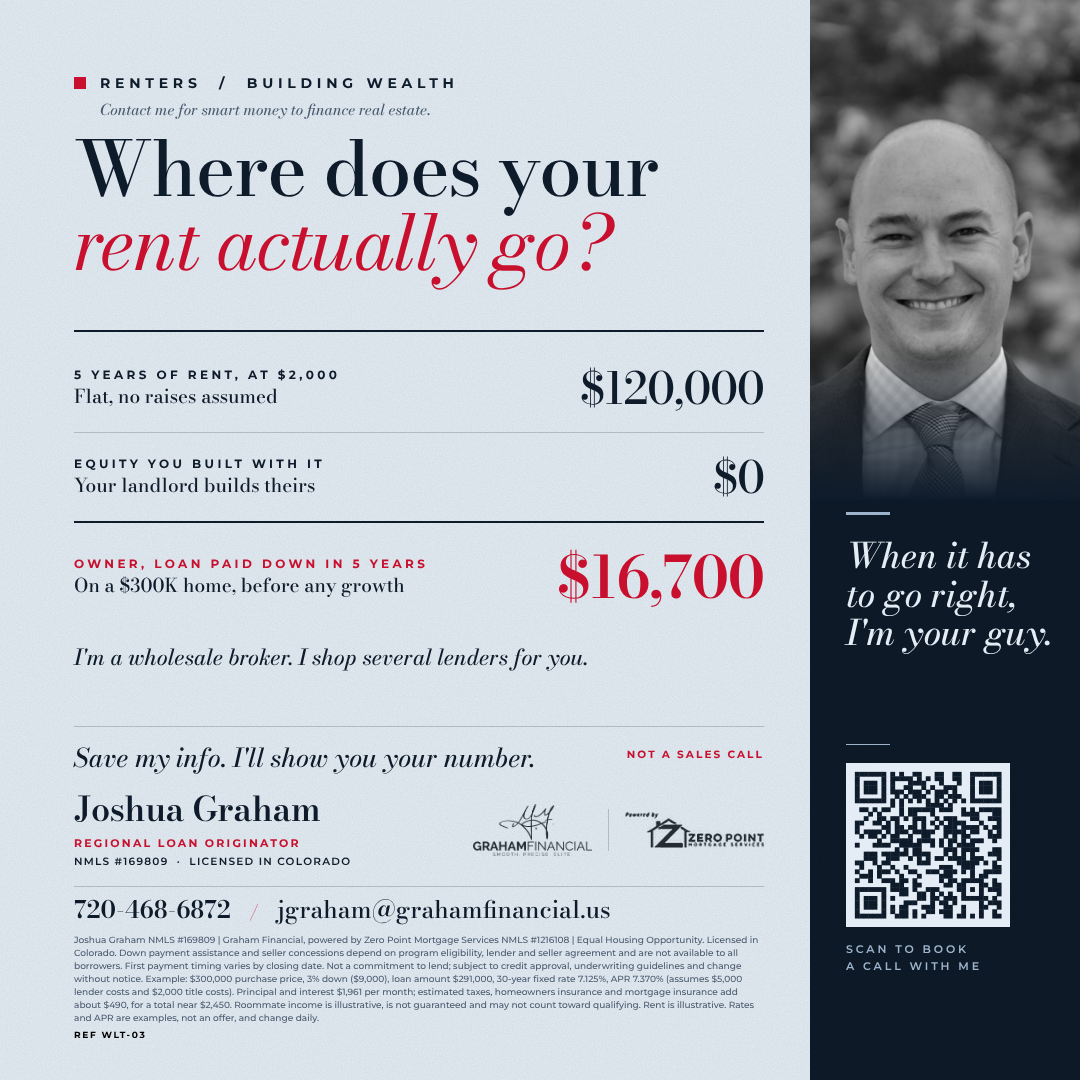 RENTERS / BUILDING WEALTH
Contact me for smart money to finance real estate.
Where does your
rent actually go?
5 YEARS OF RENT, AT $2,000
Flat, no raises assumed
$120,000
EQUITY YOU BUILT WITH IT
Your landlord builds theirs
$0
OWNER, LOAN PAID DOWN IN 5 YEARS
On a $300K home, before any growth
$16,700
I'm a wholesale broker. I shop several lenders for you.
Save my info. I'll show you your number.
NOT A SALES CALL
Joshua Graham
REGIONAL LOAN ORIGINATOR
NMLS #169809 · LICENSED IN COLORADO
GRAHAMFINANCIAL
SMOOTH. PRECISE. ELITE.
Powered by
ZERO POINT
MORTGAGE SERVICES
720-468-6872 / jgraham@grahamfinancial.us
Joshua Graham NMLS #169809 | Graham Financial, powered by Zero Point Mortgage Services NMLS #1216108 | Equal Housing Opportunity. Licensed in
Colorado. Down payment assistance and seller concessions depend on program eligibility, lender and seller agreement and are not available to all
borrowers. First payment timing varies by closing date. Not a commitment to lend; subject to credit approval, underwriting guidelines and change
without notice. Example: $300,000 purchase price, 3% down ($9,000), loan amount $291,000, 30-year fixed rate 7.125%, APR 7.370% (assumes $5,000
lender costs and $2,000 title costs). Principal and interest $1,961 per month; estimated taxes, homeowners insurance and mortgage insurance add
about $490, for a total near $2,450. Roommate income is illustrative, is not guaranteed and may not count toward qualifying. Rent is illustrative. Rates
and APR are examples, not an offer, and change daily.
REF WLT-03
When it has
to go right,
I'm your guy.
SCAN TO BOOK
A CALL WITH ME